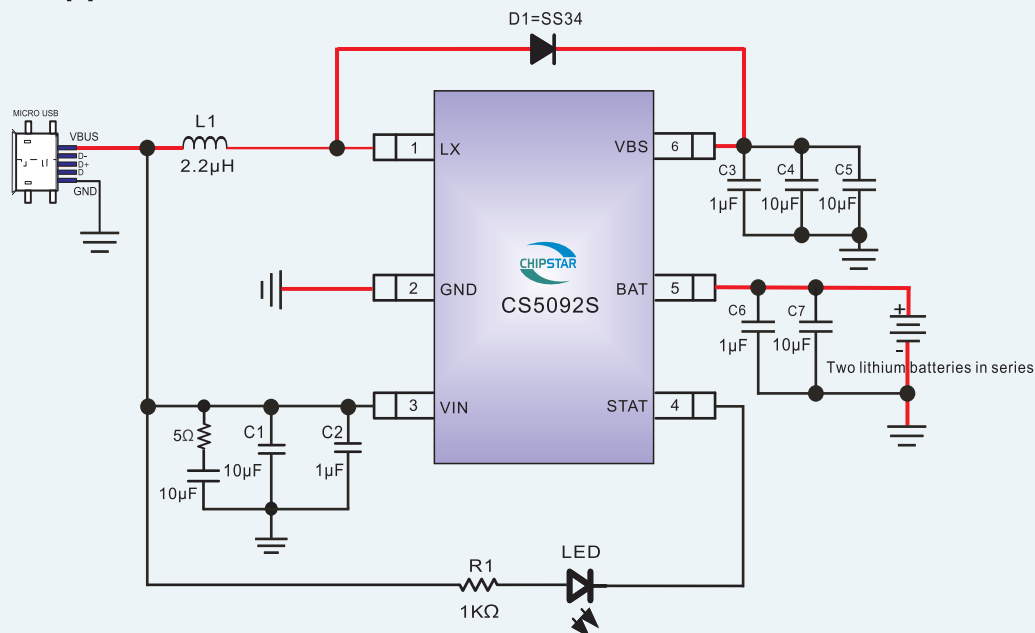 D1=SS34
MICRO USB
VBUS
D-
D+
D
GND
L1
2.2µH
1
LX
VBS
6
C3
C4
C5
1µF
10µF
10µF
CHIPSTAR
CS5092S
2
GND
BAT
5
C6
C7
1µF
10µF
+
-
Two lithium batteries in series
3
VIN
STAT
4
5Ω
C1
C2
10µF
10µF
1µF
R1
1KΩ
LED